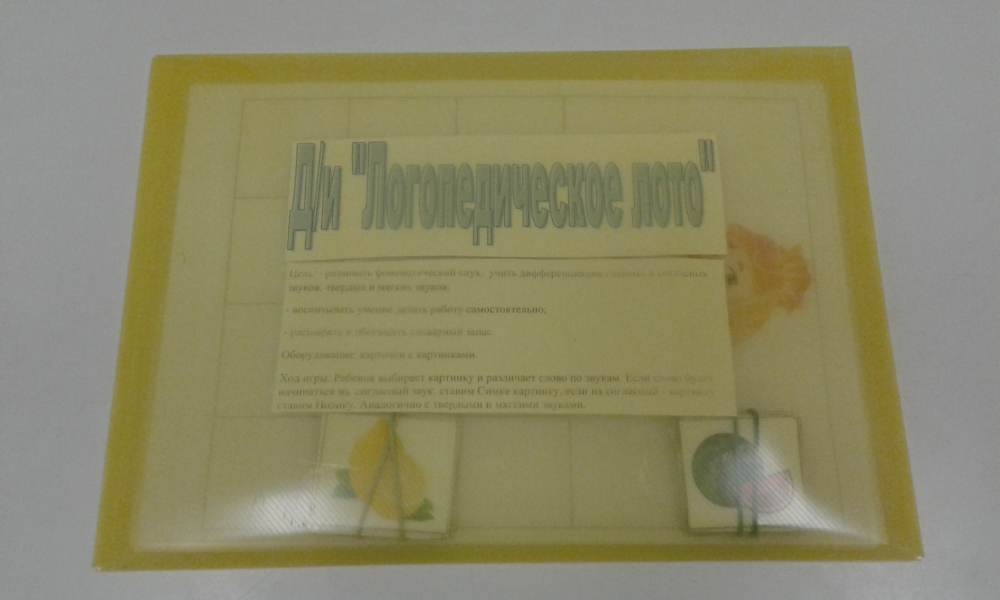 Д/и "Логопедическое лото"
Цель: - развивать фонематический слух, учить дифференциации гласных и согласных
звуков; твердых и мягких звуков;
- воспитывать умение делать работу самостоятельно;
- расширять и обогащать словарный запас.
Оборудование: карточки с картинками.
Ход игры: Ребенок выбирает картинку и различает слово по звукам. Если слово будет
начинаться на согласный звук, ставим Симке картинку, если на согласный - картинку
ставим Нолику. Аналогично с твердыми и мягкими звуками.